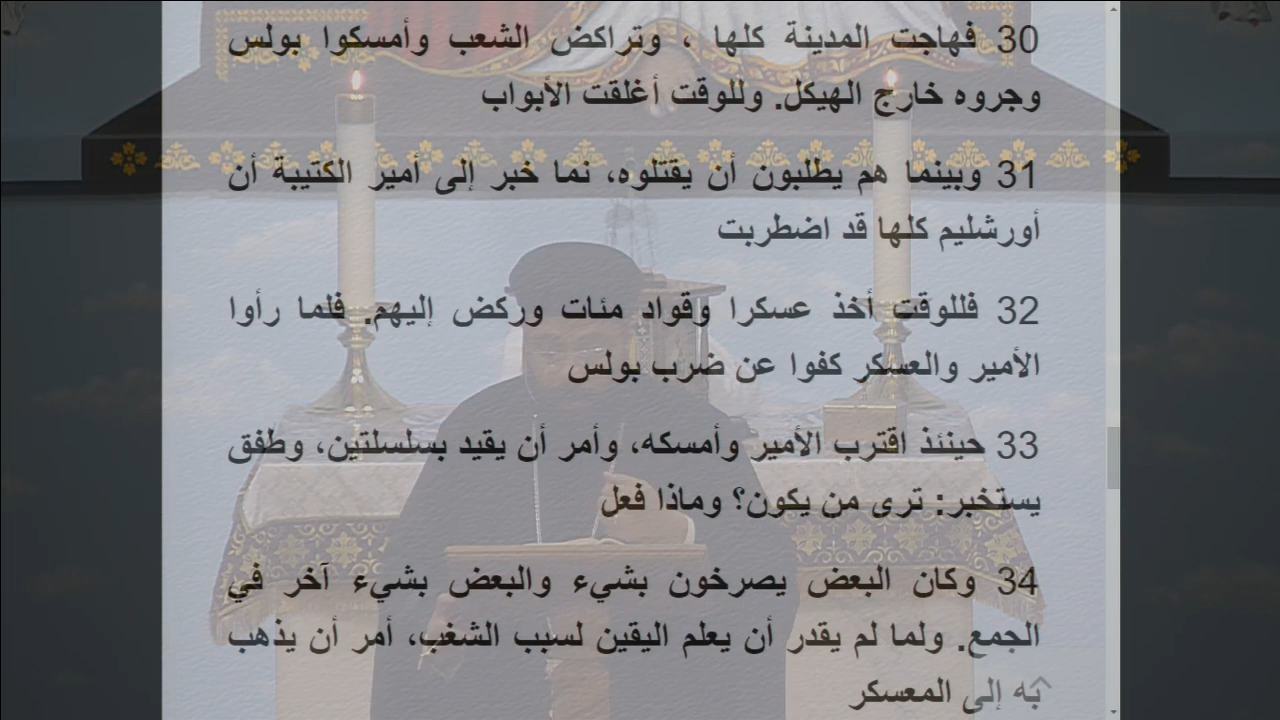 30 فهاجت المدينة كلها ، وتراكض الشعب وأمسكوا بولس
وجروه خارج الهيكل. وللوقت أغلقت الأبواب
31 وبينما هم يطلبون أن يقتلوه، نما خبر إلى أمير الكتيبة أن
أورشليم كلها قد اضطربت
32 فللوقت أخذ عسكرا وقواد مئات وركض إليهم. فلما رأوا
الأمير والعسكر كفوا عن ضرب بولس
33 حينئذ اقترب الأمير وأمسكه، وأمر أن يقيد بسلسلتين، وطفق
يستخبر: ترى من يكون؟ وماذا فعل
34 وكان البعض يصرخون بشيء والبعض بشيء آخر في
الجمع. ولما لم يقدر أن يعلم اليقين لسبب الشغب، أمر أن يذهب
به إلى المعسكر